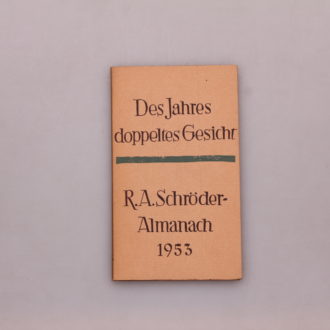 Des Jahres
doppeltes Gesicht
R.A.Schröder-
Almanach
1953